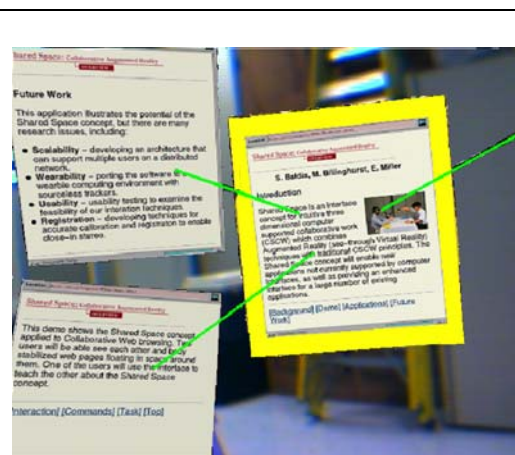 Shared Space: Collaborative Augmented Reality
Future Work
This application illustrates the potential of the
Shared Space concept, but there are many
research issues, including:
Scalability – developing an architecture that
can support multiple users on a distributed
network.
Wearability – porting the software to a
wearble computing environment with
sourceless trackers.
Usability – usability testing to examine the
feasibility of our interation techniques.
Registration – developing techniques for
accurate calibration and registraton to enable
close-in stareo.
Shared Space: Collaborative Augmented Reality
This demo shows the Shared Space concept
applied to Collaborative Web browsing. Two
users will be able see each other and body
stabilized web pages floating in space around
them. One of the users will use the interface to
teach the other about the Shared Space
concept.
[Interaction] [Commands] [Task] [Top]
Shared Space: Collaborative Augmented Reality
S. Baldis, M. Billinghurst, E. Miller
Introduction
Shared Space is an interface
concept for intuitive three
dimensional computer
supported collaborative work
(CSCW) which combines
Augmented Reality (see-through Virtual Reality)
techniques with traditional CSCW principles. The
Shared Space concept will enable new
applications not currently supported by computer
interfaces, as well as providing an enhanced
interface for a large number of existing
applications.
[Background] [Demo] [Applications] [Future
Work]